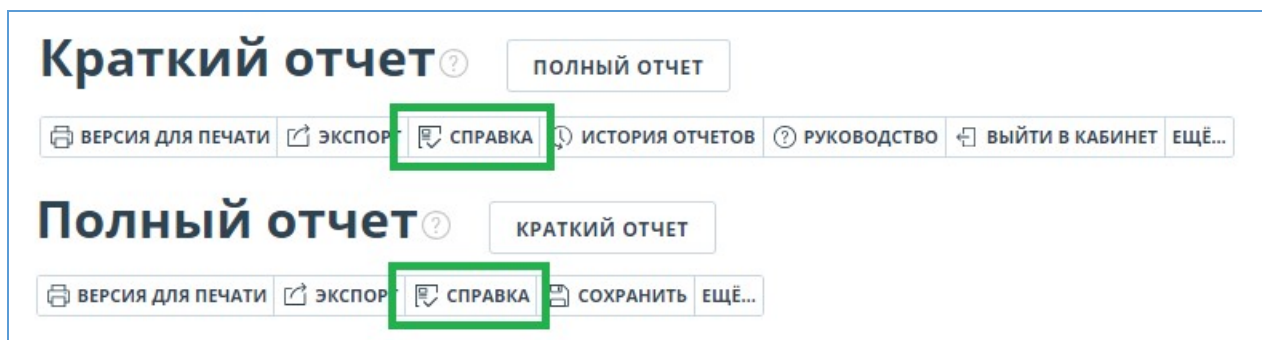 Краткий отчет ? ПОЛНЫЙ ОТЧЕТ
ВЕРСИЯ ДЛЯ ПЕЧАТИ ЭКСПОРТ СПРАВКА ИСТОРИЯ ОТЧЕТОВ ? РУКОВОДСТВО ВЫЙТИ В КАБИНЕТ ЕЩЁ...
Полный отчет ? КРАТКИЙ ОТЧЕТ
ВЕРСИЯ ДЛЯ ПЕЧАТИ ЭКСПОРТ СПРАВКА СОХРАНИТЬ ЕЩЁ...